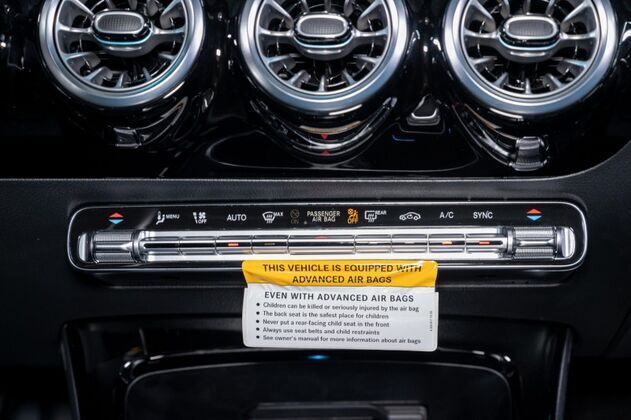 MENU OFF AUTO MAX ON PASSENGER AIR BAG OFF REAR A/C SYNC
THIS VEHICLE IS EQUIPPED WITH
ADVANCED AIR BAGS
EVEN WITH ADVANCED AIR BAGS
• Children can be killed or seriously injured by the air bag
• The back seat is the safest place for children
• Never put a rear-facing child seat in the front
• Always use seat belts and child restraints
• See owner's manual for more information about air bags